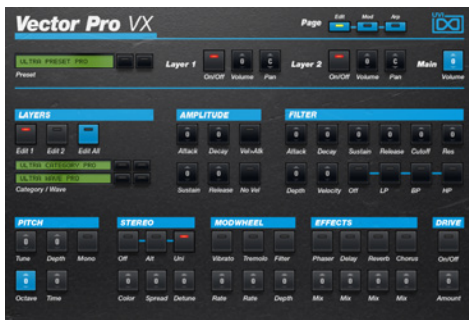 Vector Pro VX
Page Edit Mod Arp
UVI
ULTRA PRESET PRO
Preset
Layer 1 On/Off Volume Pan
Layer 2 On/Off Volume Pan
Main Volume
LAYERS
Edit 1 Edit 2 Edit All
ULTRA CATEGORY PRO
ULTRA WAVE PRO
Category / Wave
AMPLITUDE
Attack Decay Vel>Atk
Sustain Release No Vel
FILTER
Attack Decay Sustain Release Cutoff Res
Depth Velocity Off LP BP HP
PITCH
Tune Depth Mono
Octave Time
STEREO
Off Alt Uni
Color Spread Detune
MODWHEEL
Vibrato Tremolo Filter
Rate Rate Depth
EFFECTS
Phaser Delay Reverb Chorus
Mix Mix Mix Mix
DRIVE
On/Off
Amount